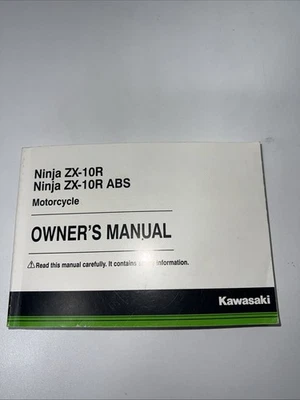 Ninja ZX-10R
Ninja ZX-10R ABS
Motorcycle
OWNER'S MANUAL
Read this manual carefully. It contains information.
Kawasaki